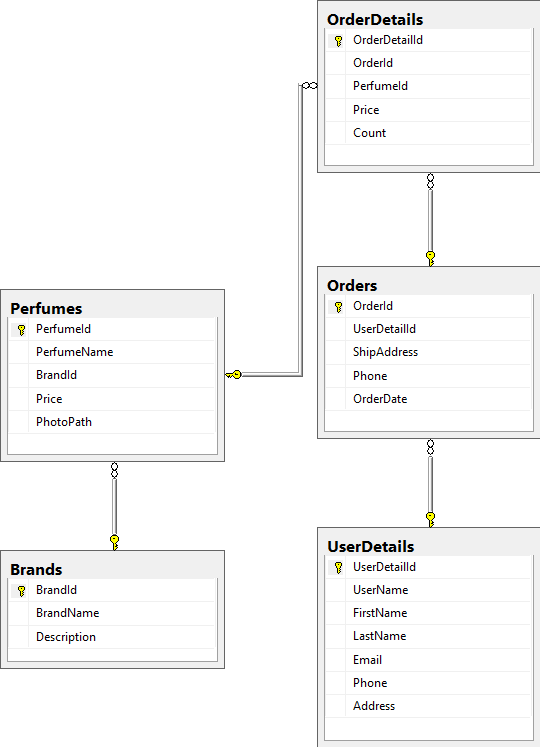 OrderDetails
OrderDetailId
OrderId
PerfumeId
Price
Count
Orders
OrderId
UserDetailId
ShipAddress
Phone
OrderDate
Perfumes
PerfumeId
PerfumeName
BrandId
Price
PhotoPath
Brands
BrandId
BrandName
Description
UserDetails
UserDetailId
UserName
FirstName
LastName
Email
Phone
Address